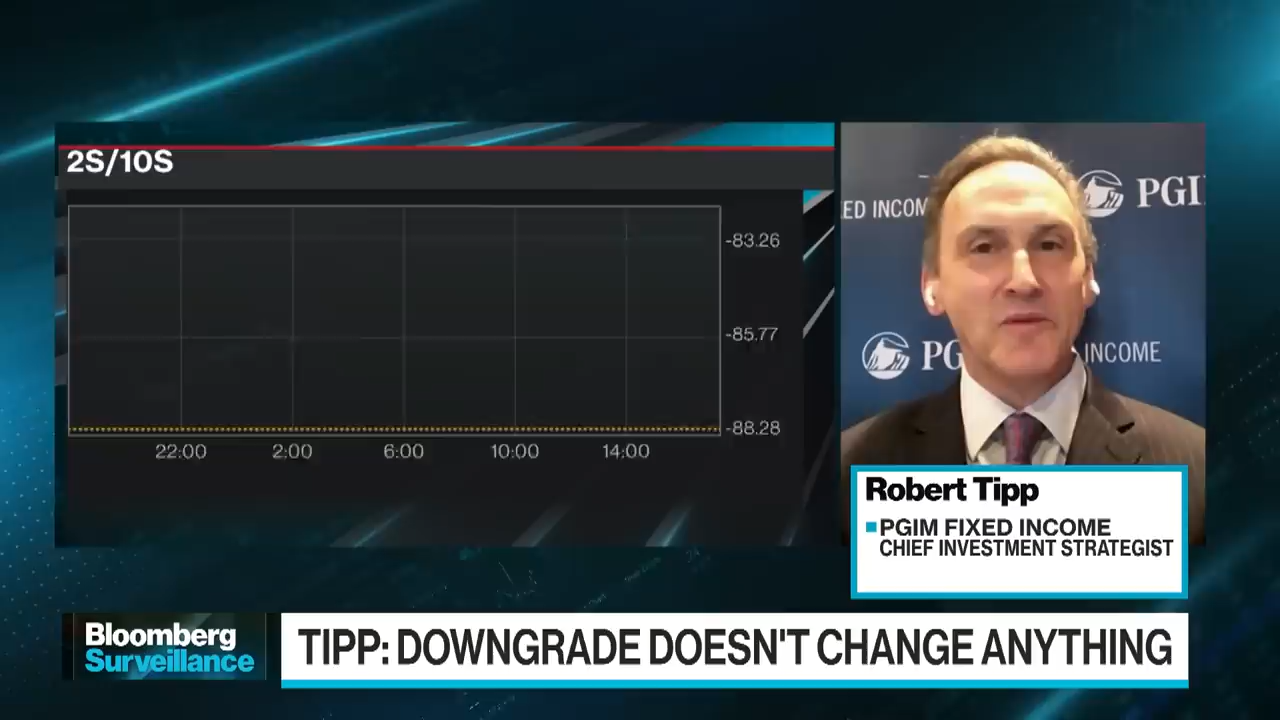 2S/10S
-83.26
-85.77
-88.28
22:00 2:00 6:00 10:00 14:00
ED INCOM
PGI
PG
INCOME
Robert Tipp
PGIM FIXED INCOME
CHIEF INVESTMENT STRATEGIST
Bloomberg
Surveillance
TIPP: DOWNGRADE DOESN'T CHANGE ANYTHING